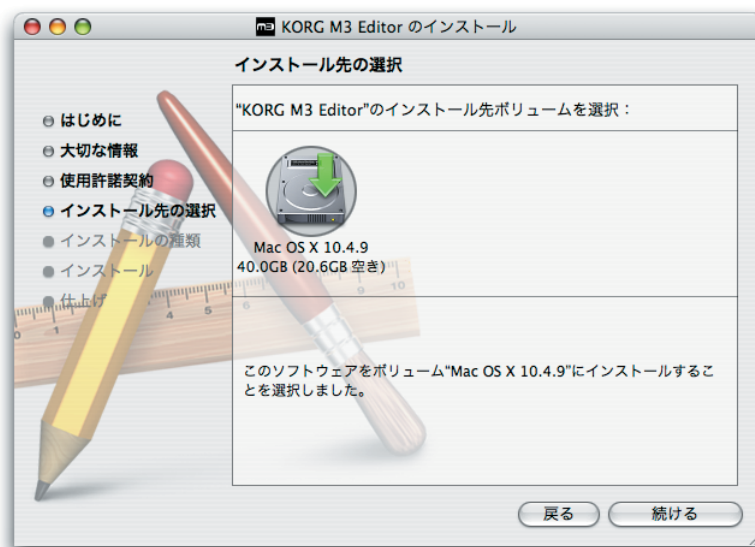 KORG M3 Editor のインストール
インストール先の選択
はじめに
大切な情報
使用許諾契約
インストール先の選択
インストールの種類
インストール
仕上げ
“KORG M3 Editor”のインストール先ボリュームを選択：
Mac OS X 10.4.9
40.0GB (20.6GB 空き)
0 1 4 5 6 9 10
このソフトウェアをボリューム“Mac OS X 10.4.9”にインストールするこ
とを選択しました。
戻る
続ける